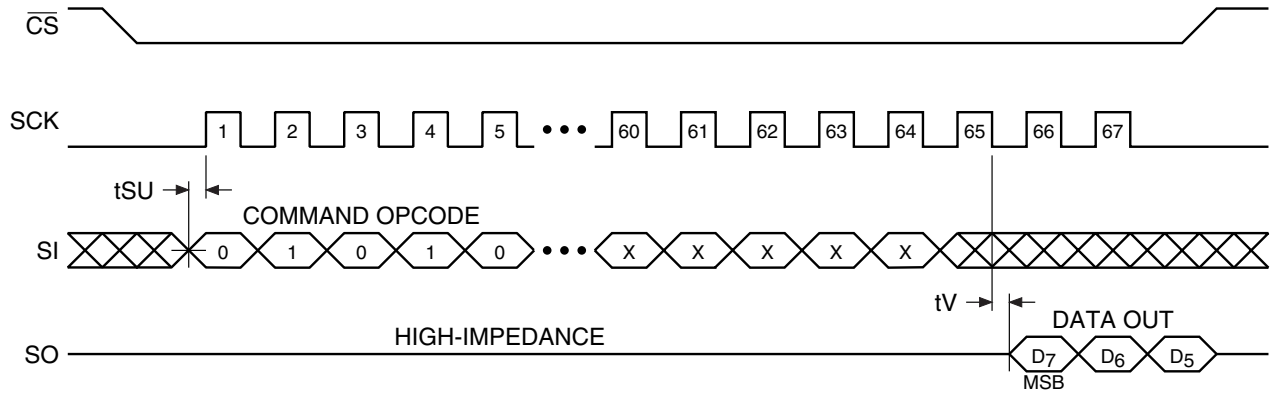 CS
SCK
1 2 3 4 5 ••• 60 61 62 63 64 65 66 67
tSU
COMMAND OPCODE
SI
0 1 0 1 0 ••• X X X X X
tV
DATA OUT
HIGH-IMPEDANCE
SO
D7 D6 D5
MSB